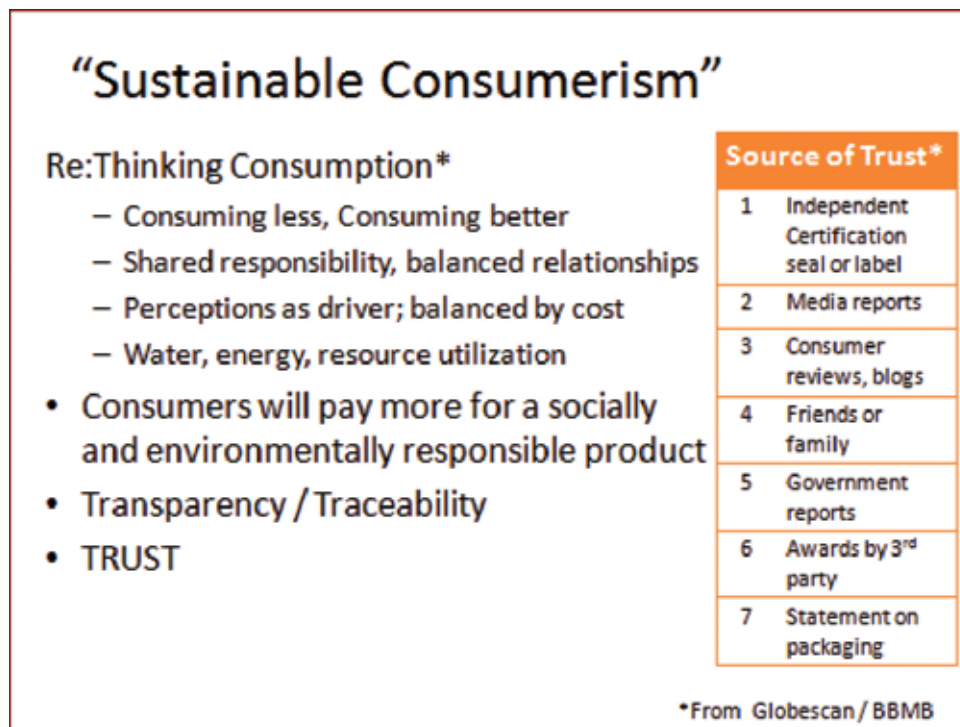 “Sustainable Consumerism”
Re:Thinking Consumption*
– Consuming less, Consuming better
– Shared responsibility, balanced relationships
– Perceptions as driver; balanced by cost
– Water, energy, resource utilization
• Consumers will pay more for a socially
and environmentally responsible product
• Transparency / Traceability
• TRUST
Source of Trust*
1 Independent
Certification
seal or label
2 Media reports
3 Consumer
reviews, blogs
4 Friends or
family
5 Government
reports
6 Awards by 3rd
party
7 Statement on
packaging
*From Globescan / BBMB